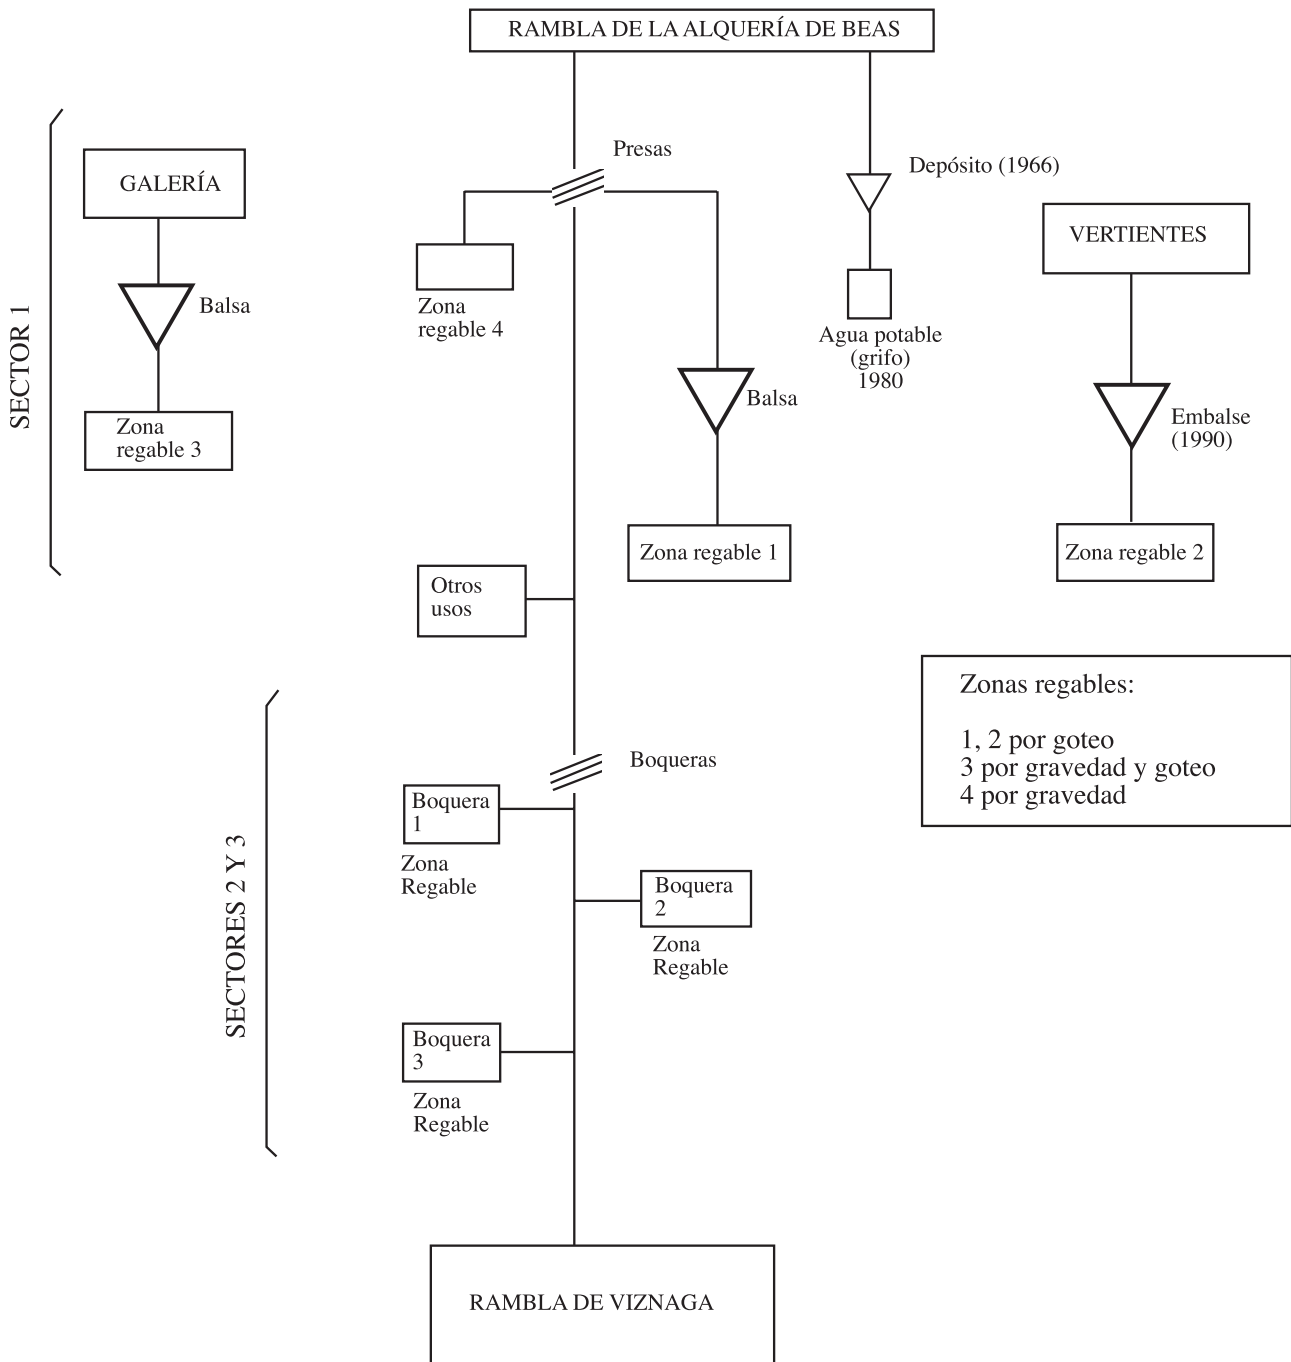 RAMBLA DE LA ALQUERÍA DE BEAS
Presas
Depósito (1966)
GALERÍA
VERTIENTES
SECTOR 1
Balsa
Zona
regable 4
Agua potable
(grifo)
1980
Balsa
Embalse
(1990)
Zona
regable 3
Zona regable 1
Zona regable 2
Otros
usos
Zonas regables:
1, 2 por goteo
3 por gravedad y goteo
4 por gravedad
SECTORES 2 Y 3
Boqueras
Boquera
1
Zona
Regable
Boquera
2
Zona
Regable
Boquera
3
Zona
Regable
RAMBLA DE VIZNAGA